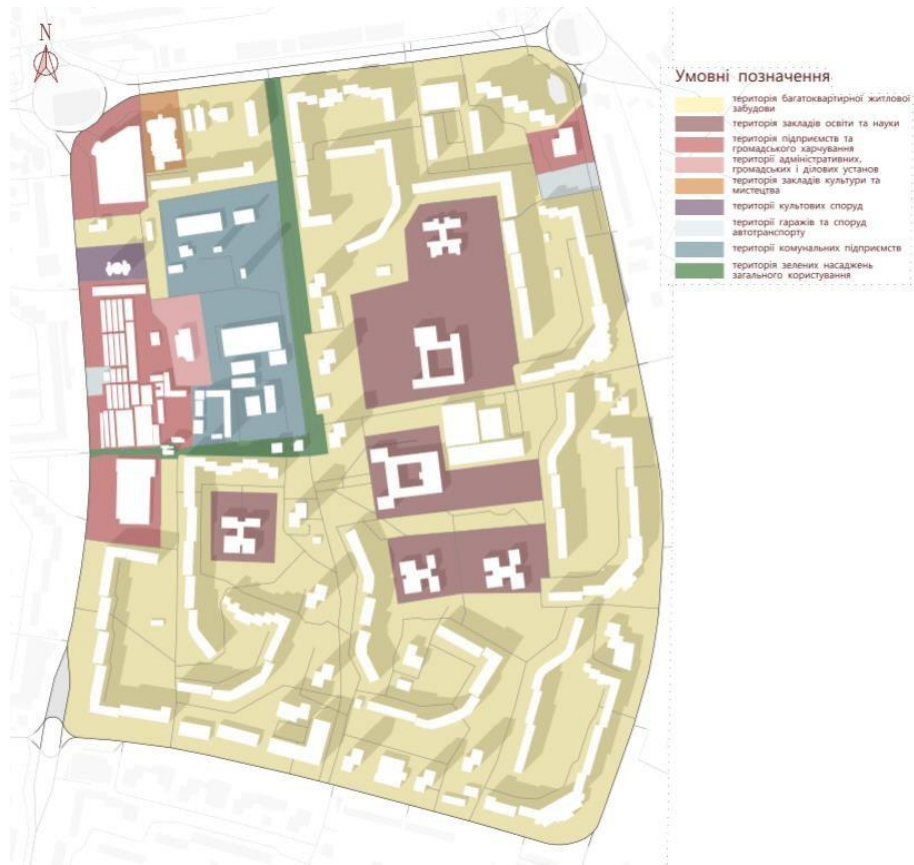 N
Умовні позначення
територія багатоквартирної житлової
забудови
територія закладів освіти та науки
територія підприємств та
громадського харчування
території адміністративних,
громадських і ділових установ
територія закладів культури та
мистецтва
території культових споруд
території гаражів та споруд
автотранспорту
території комунальних підприємств
територія зелених насаджень
загального користування